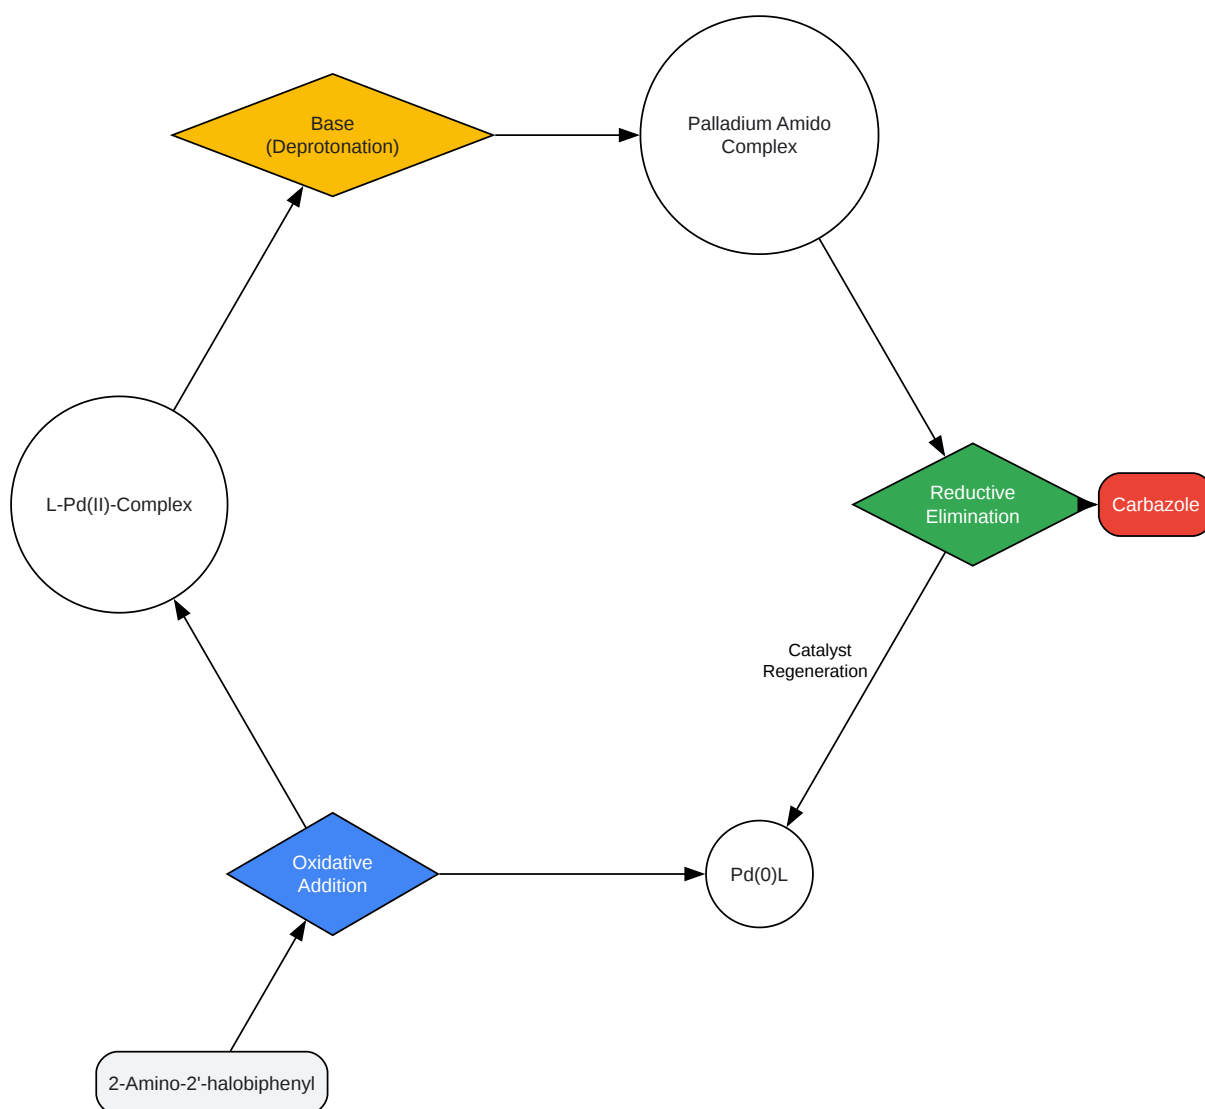 Base
(Deprotonation)
Palladium Amido
Complex
L-Pd(II)-Complex
Reductive
Elimination
Carbazole
Catalyst
Regeneration
Oxidative
Addition
Pd(0)L
2-Amino-2'-halobiphenyl